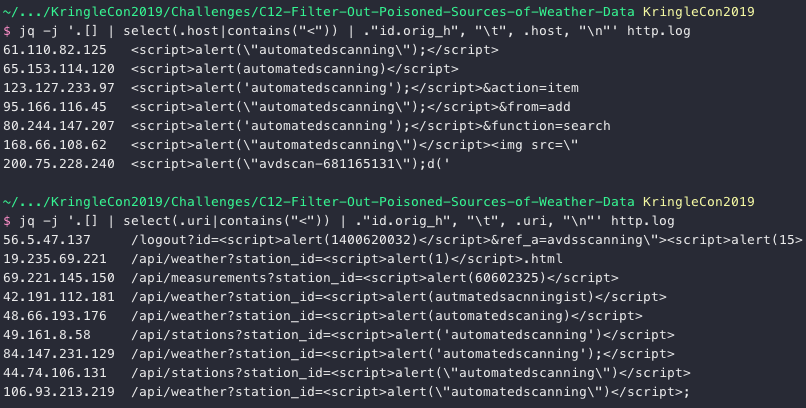 ~/.../KringleCon2019/Challenges/C12-Filter-Out-Poisoned-Sources-of-Weather-Data KringleCon2019
$ jq -j '.[] | select(.host|contains("<")) | ."id.orig_h", "\t", .host, "\n"' http.log
61.110.82.125 <script>alert(\"automatedscanning\");</script>
65.153.114.120 <script>alert(automatedscaning)</script>
123.127.233.97 <script>alert('automatedscanning');</script>&action=item
95.166.116.45 <script>alert(\"automatedscanning\");</script>&from=add
80.244.147.207 <script>alert('automatedscanning');</script>&function=search
168.66.108.62 <script>alert(\"automatedscanning\")</script><img src=\"
200.75.228.240 <script>alert(\"avdscan-681165131\");d('
~/.../KringleCon2019/Challenges/C12-Filter-Out-Poisoned-Sources-of-Weather-Data KringleCon2019
$ jq -j '.[] | select(.uri|contains("<")) | ."id.orig_h", "\t", .uri, "\n"' http.log
56.5.47.137 /logout?id=<script>alert(1400620032)</script>&ref_a=avdsscanning\"><script>alert(15>
19.235.69.221 /api/weather?station_id=<script>alert(1)</script>.html
69.221.145.150 /api/measurements?station_id=<script>alert(60602325)</script>
42.191.112.181 /api/weather?station_id=<script>alert(autmatedsacnningist)</script>
48.66.193.176 /api/weather?station_id=<script>alert(automatedscaning)</script>
49.161.8.58 /api/stations?station_id=<script>alert('automatedscanning')</script>
84.147.231.129 /api/weather?station_id=<script>alert('automatedscanning');</script>
44.74.106.131 /api/stations?station_id=<script>alert(\"automatedscanning\")</script>
106.93.213.219 /api/weather?station_id=<script>alert(\"automatedscanning\")</script>;